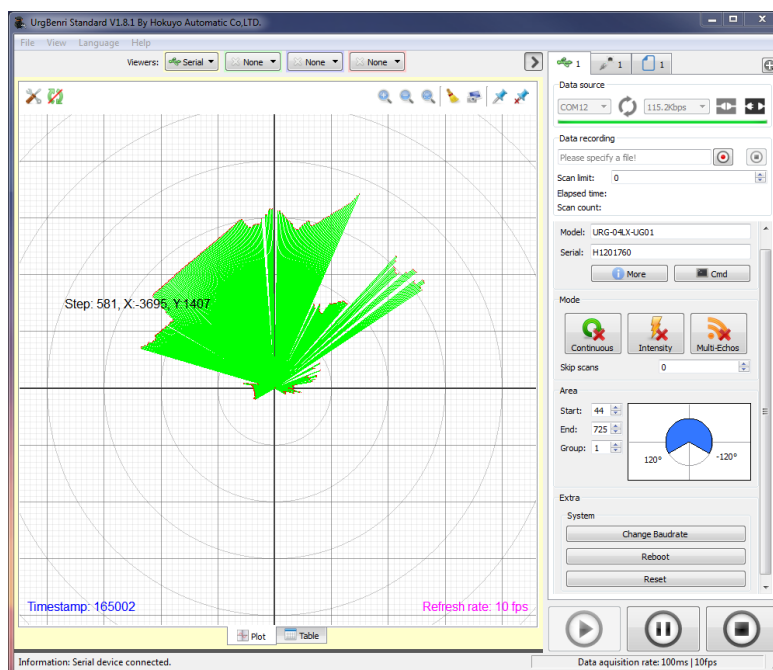 UrgBenri Standard V1.8.1 By Hokuyo Automatic Co,LTD.
File View Language Help
Viewers: Serial None None None
1 1 1
Data source
COM12 115.2Kbps
Data recording
Please specify a file!
Scan limit: 0
Elapsed time:
Scan count:
Model: URG-04LX-UG01
Serial: H1201760
More Cmd
Mode
Continuous Intensity Multi-Echos
Skip scans 0
Area
Start: 44
End: 725
Group: 1
120° -120°
Extra
System
Change Baudrate
Reboot
Reset
Step: 581, X:-3695, Y:1407
Timestamp: 165002
Refresh rate: 10 fps
Plot Table
Information: Serial device connected.
Data aquisition rate: 100ms | 10fps